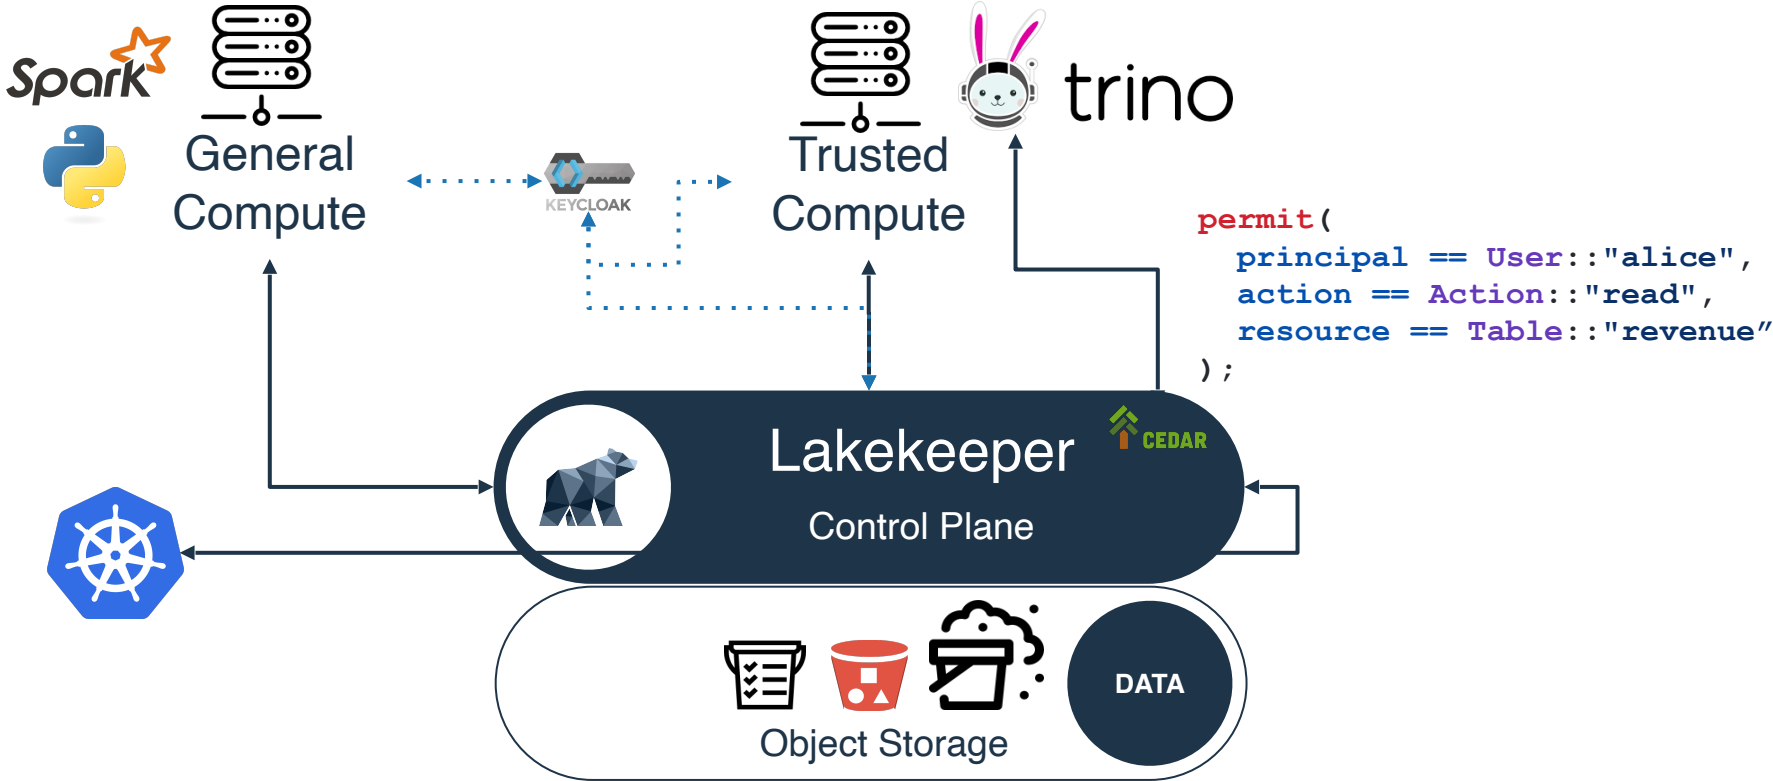 Spark
General
Compute
KEYCLOAK
Trusted
Compute
trino
permit(
  principal == User::"alice",
  action == Action::"read",
  resource == Table::"revenue”
);
Lakekeeper
CEDAR
Control Plane
DATA
Object Storage